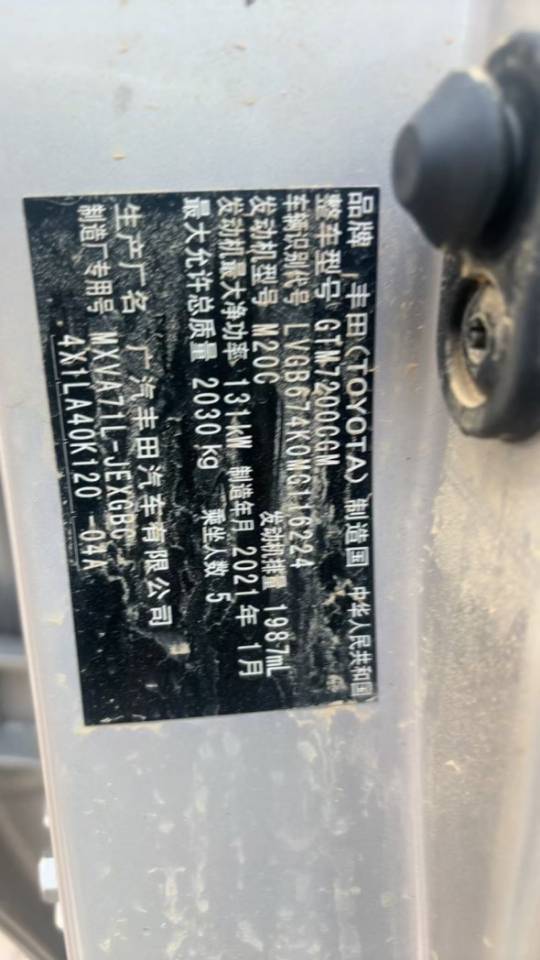 品牌 丰田(TOYOTA) 制造国 中华人民共和国
整车型号 GTM7200CGM
车辆识别代号 LVGB674K0MG116224
发动机型号 M20C 发动机排量 1987mL
发动机最大净功率 131kW 制造年月 2021年 1月
最大允许总质量 2030 kg 乘坐人数 5
生产厂名 广汽丰田汽车有限公司
制造厂专用号 MXVA71L-JEXGBC
4X1LA40K120 -04A